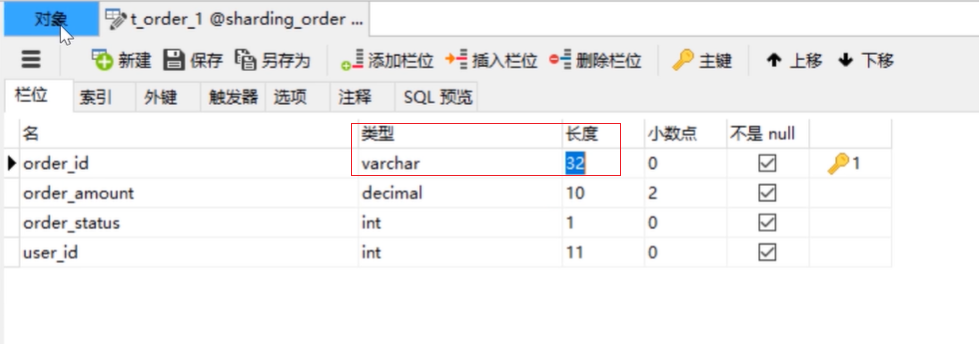 对象 t_order_1 @sharding_order ...
新建 保存 另存为 添加栏位 插入栏位 删除栏位 主键 上移 下移
栏位 索引 外键 触发器 选项 注释 SQL 预览
名 类型 长度 小数点 不是 null
order_id varchar 32 0 1
order_amount decimal 10 2
order_status int 1 0
user_id int 11 0